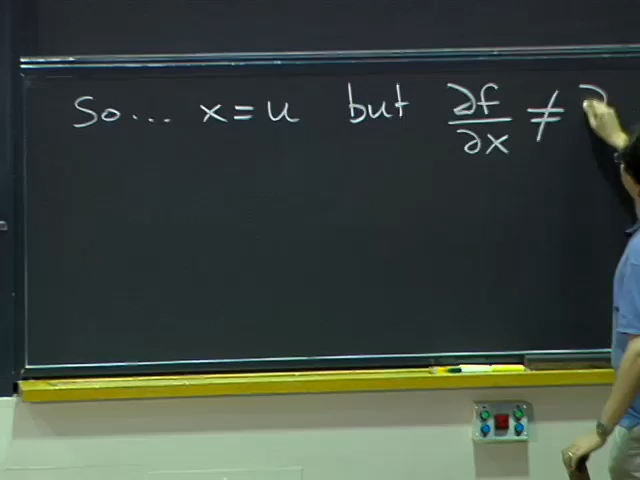 So... x = u but ∂f/∂x ≠ ∂